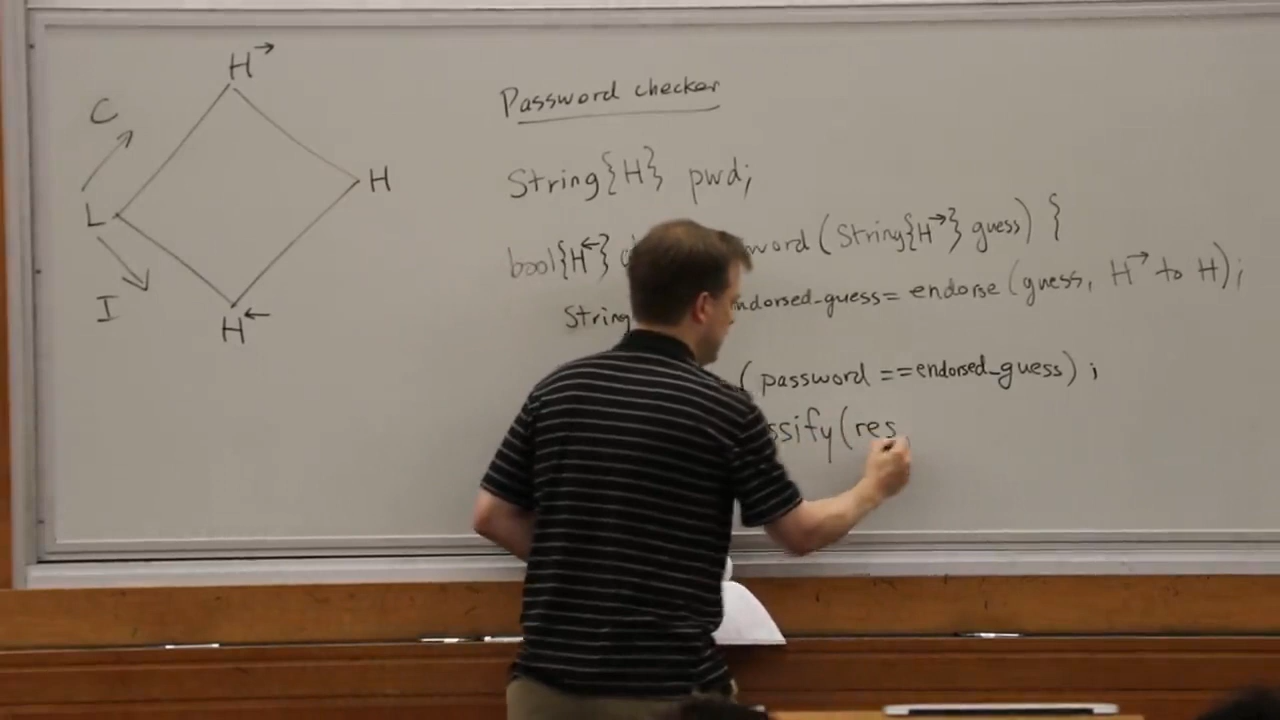 H→
C
H
L
I
H←
Password checker
String{H} pwd;
bool{H←} word (String{H→} guess) {
String ndorsed_guess= endorse (guess, H→ to H);
( password ==endorsed_guess) ;
ssify(res